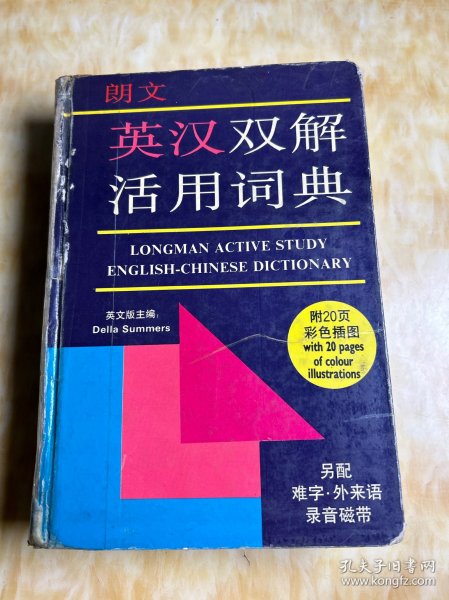 朗文
英汉双解
活用词典
LONGMAN ACTIVE STUDY
ENGLISH-CHINESE DICTIONARY
英文版主编:
Della Summers
附20页
彩色插图
with 20 pages
of colour
illustrations
另配
难字·外来语
录音磁带
孔夫子旧书网
www.kongfz.com